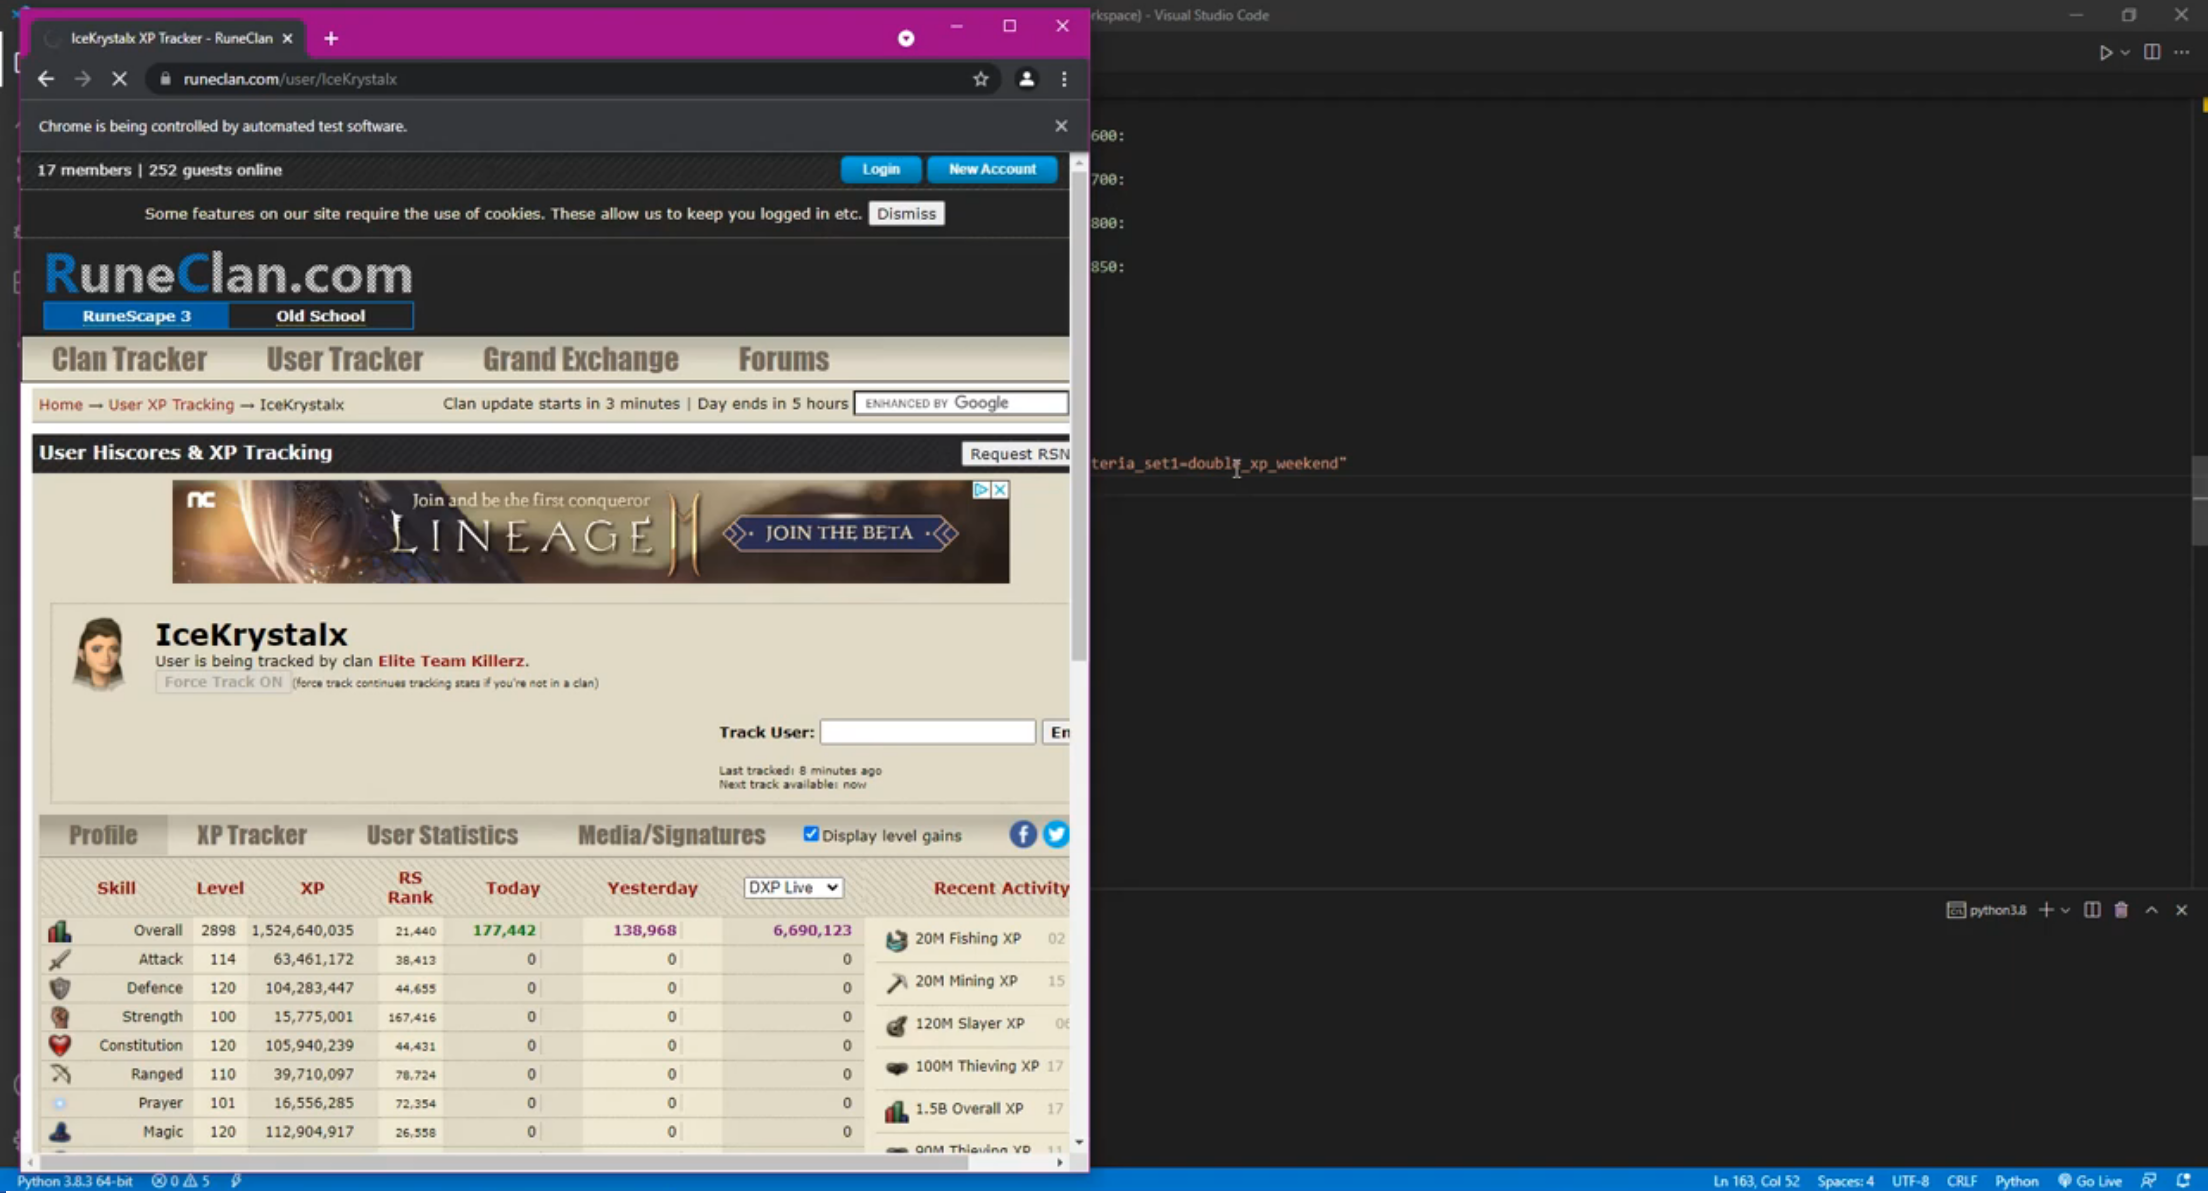 IceKrystalx XP Tracker - RuneClan
rkspace) - Visual Studio Code
runeclan.com/user/IceKrystalx
Chrome is being controlled by automated test software.
17 members | 252 guests online
Login
New Account
Some features on our site require the use of cookies. These allow us to keep you logged in etc. Dismiss
RuneClan.com
RuneScape 3
Old School
Clan Tracker
User Tracker
Grand Exchange
Forums
Home → User XP Tracking → IceKrystalx
Clan update starts in 3 minutes | Day ends in 5 hours
ENHANCED BY Google
User Hiscores & XP Tracking
Request RSN
nc
Join and be the first conqueror
LINEAGE M
JOIN THE BETA
IceKrystalx
User is being tracked by clan Elite Team Killerz.
Force Track ON (force track continues tracking stats if you're not in a clan)
Track User:
En
Last tracked: 8 minutes ago
Next track available: now
Profile
XP Tracker
User Statistics
Media/Signatures
Display level gains
Skill Level XP RS Rank Today Yesterday DXP Live
Overall 2898 1,524,640,035 21,440 177,442 138,968 6,690,123
Attack 114 63,461,172 38,413 0 0 0
Defence 120 104,283,447 44,655 0 0 0
Strength 100 15,775,001 167,416 0 0 0
Constitution 120 105,940,239 44,431 0 0 0
Ranged 110 39,710,097 78,724 0 0 0
Prayer 101 16,556,285 72,354 0 0 0
Magic 120 112,904,917 26,558 0 0 0
Recent Activity
20M Fishing XP 02
20M Mining XP 15
120M Slayer XP 06
100M Thieving XP 17
1.5B Overall XP 17
90M Thieving XP 11
600:
700:
800:
850:
teria_set1=double_xp_weekend"
python3.8
Python 3.8.3 64-bit
0
5
Ln 163, Col 52
Spaces: 4
UTF-8
CRLF
Python
Go Live